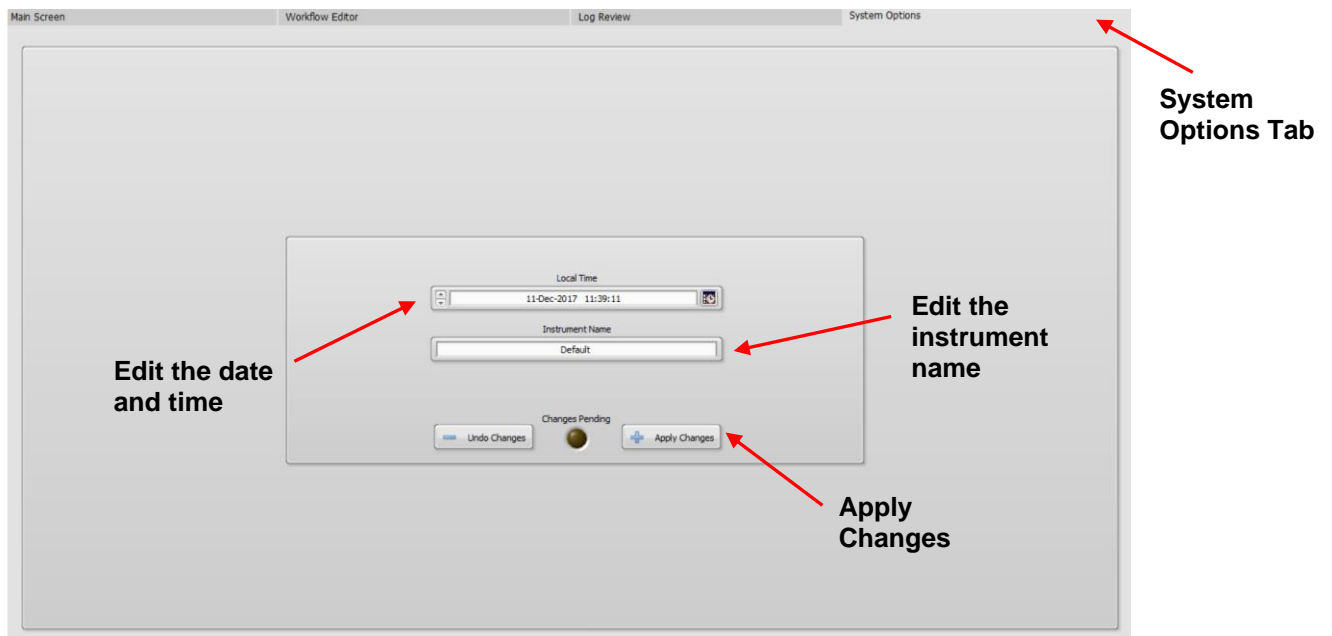 Main Screen
Workflow Editor
Log Review
System Options
System
Options Tab
Local Time
11-Dec-2017 11:39:11
Instrument Name
Default
Edit the
instrument
name
Edit the date
and time
Changes Pending
Undo Changes
Apply Changes
Apply
Changes